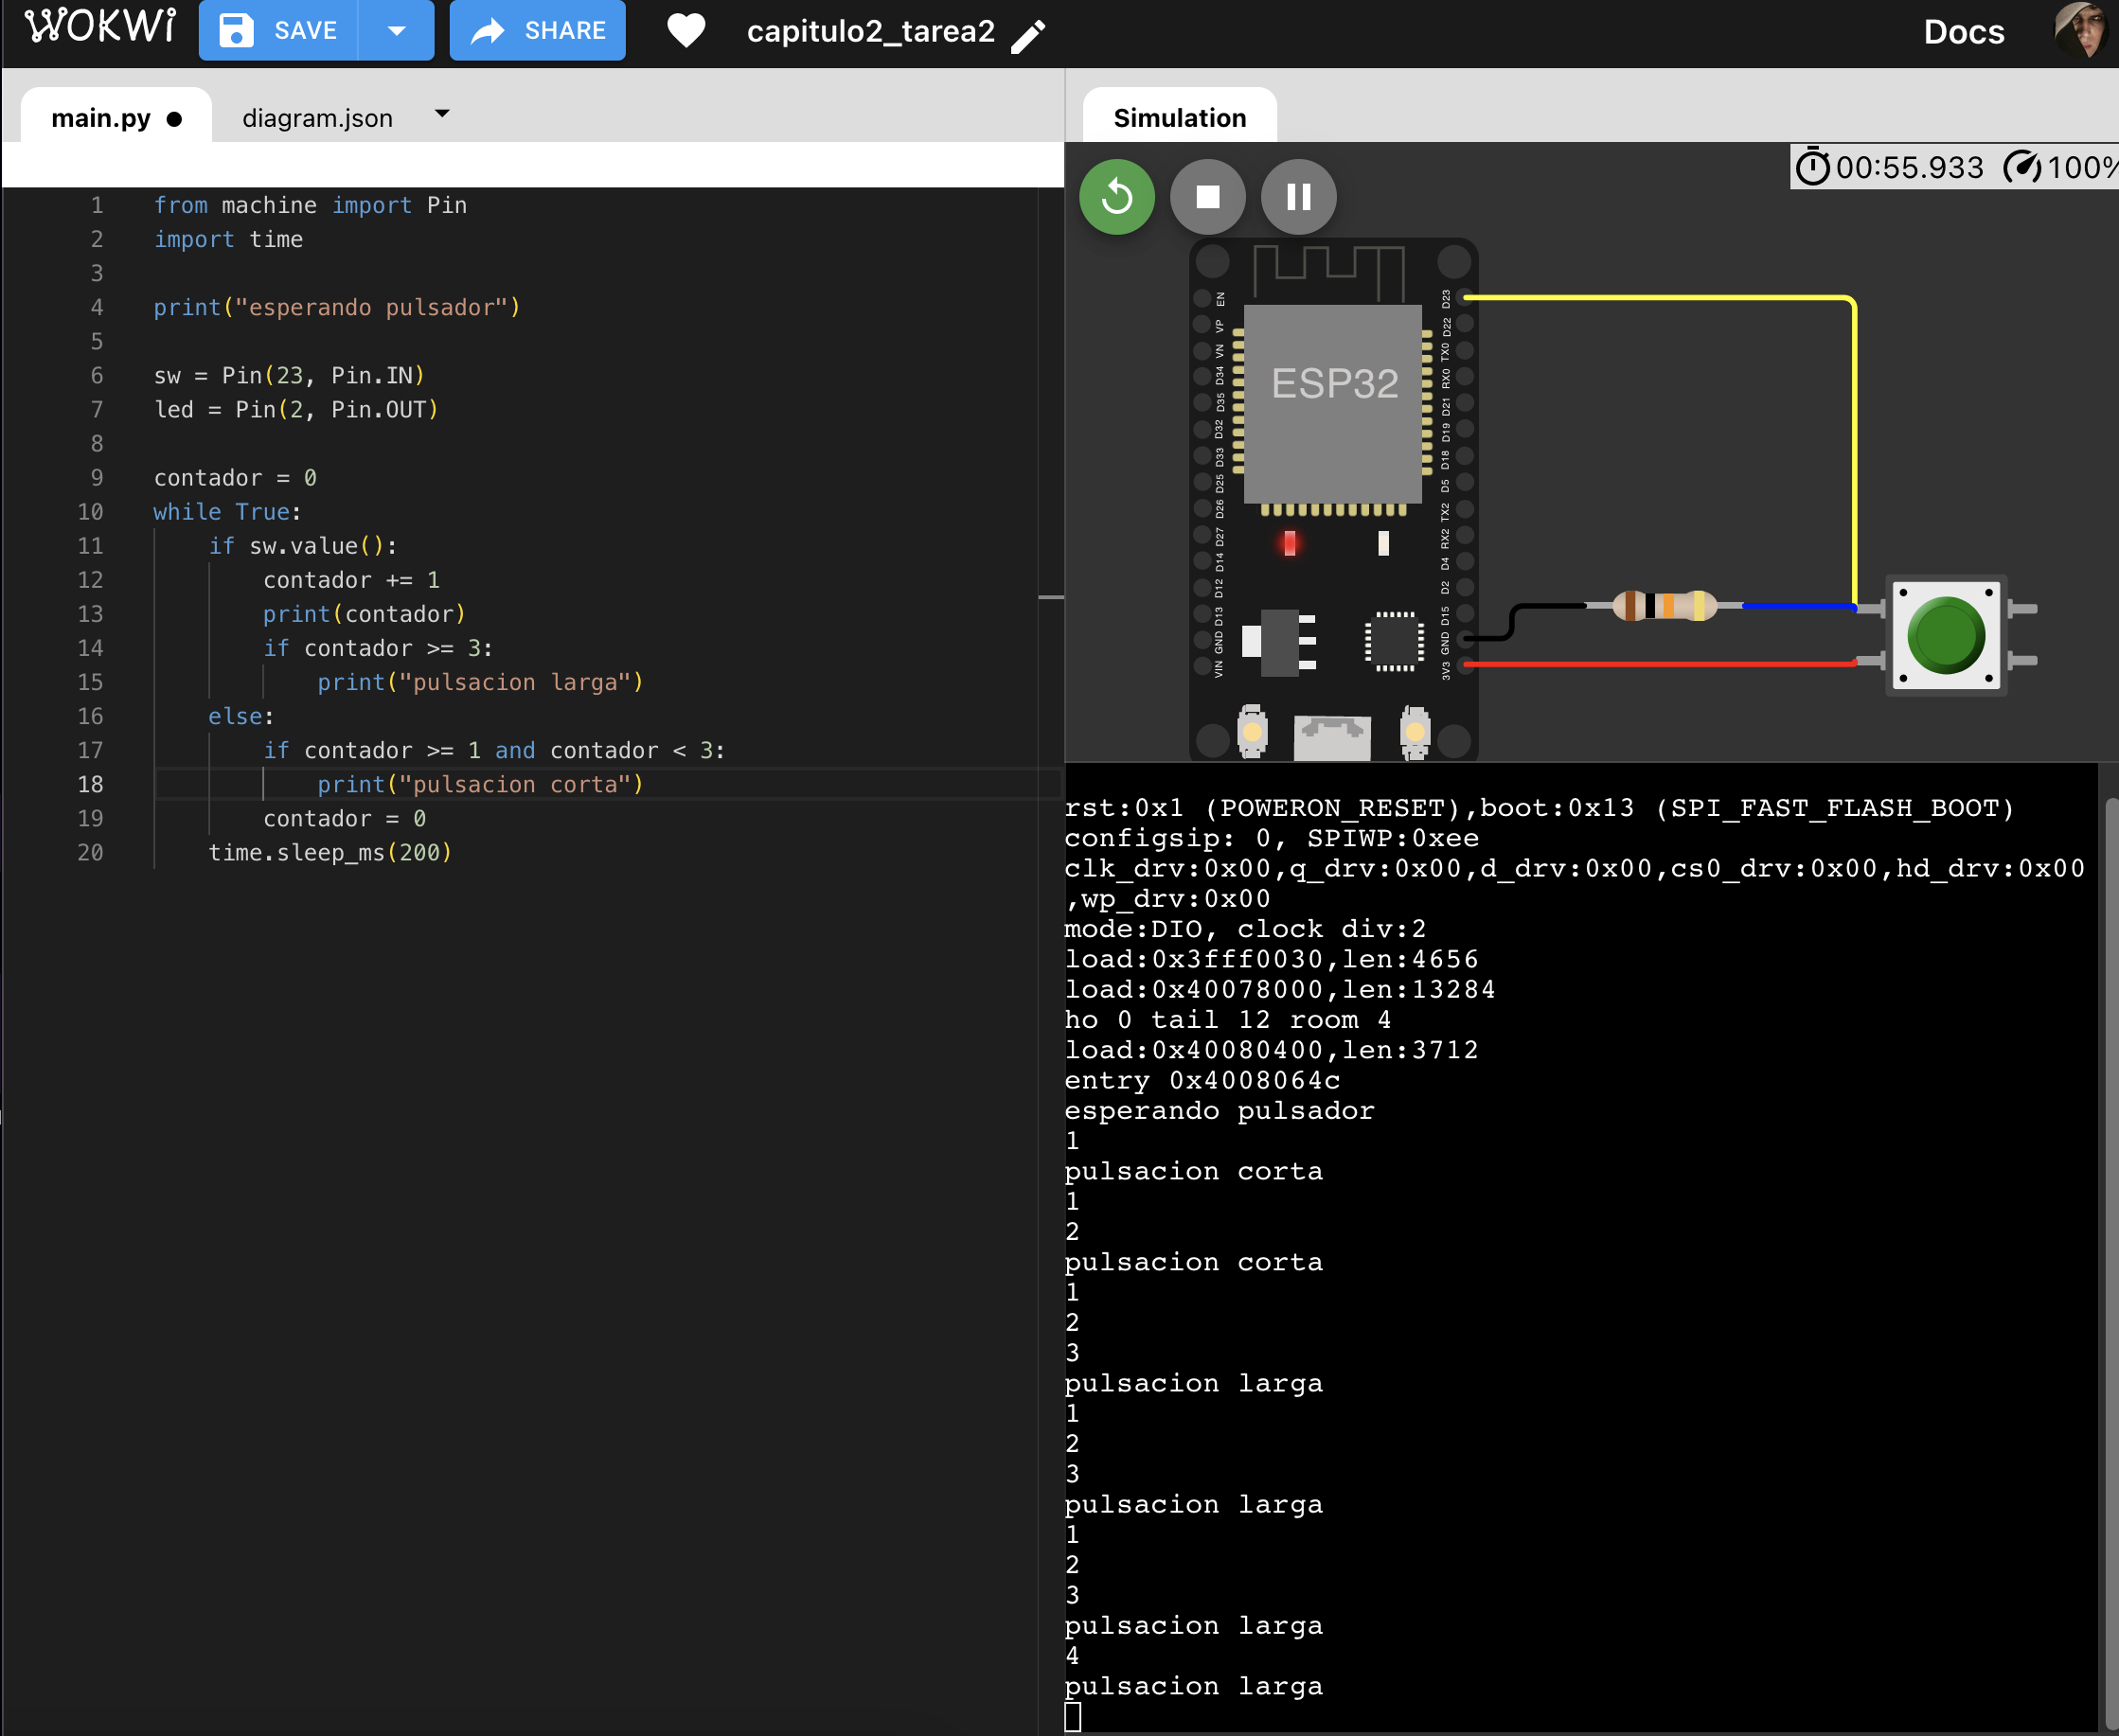 WOKWi SAVE SHARE capitulo2_tarea2 Docs
main.py diagram.json
1 from machine import Pin
2 import time
3
4 print("esperando pulsador")
5
6 sw = Pin(23, Pin.IN)
7 led = Pin(2, Pin.OUT)
8
9 contador = 0
10 while True:
11 if sw.value():
12 contador += 1
13 print(contador)
14 if contador >= 3:
15 print("pulsacion larga")
16 else:
17 if contador >= 1 and contador < 3:
18 print("pulsacion corta")
19 contador = 0
20 time.sleep_ms(200)
Simulation
00:55.933 100%
ESP32
EN
VP
VN
D34
D35
D32
D33
D25
D26
D27
D14
D12
D13
GND
VIN
D23
D22
TX0
RX0
D21
D19
D18
D5
TX2
RX2
D4
D2
D15
GND
3V3
rst:0x1 (POWERON_RESET),boot:0x13 (SPI_FAST_FLASH_BOOT)
configsip: 0, SPIWP:0xee
clk_drv:0x00,q_drv:0x00,d_drv:0x00,cs0_drv:0x00,hd_drv:0x00
,wp_drv:0x00
mode:DIO, clock div:2
load:0x3fff0030,len:4656
load:0x40078000,len:13284
ho 0 tail 12 room 4
load:0x40080400,len:3712
entry 0x4008064c
esperando pulsador
1
pulsacion corta
1
2
pulsacion corta
1
2
3
pulsacion larga
1
2
3
pulsacion larga
1
2
3
pulsacion larga
4
pulsacion larga